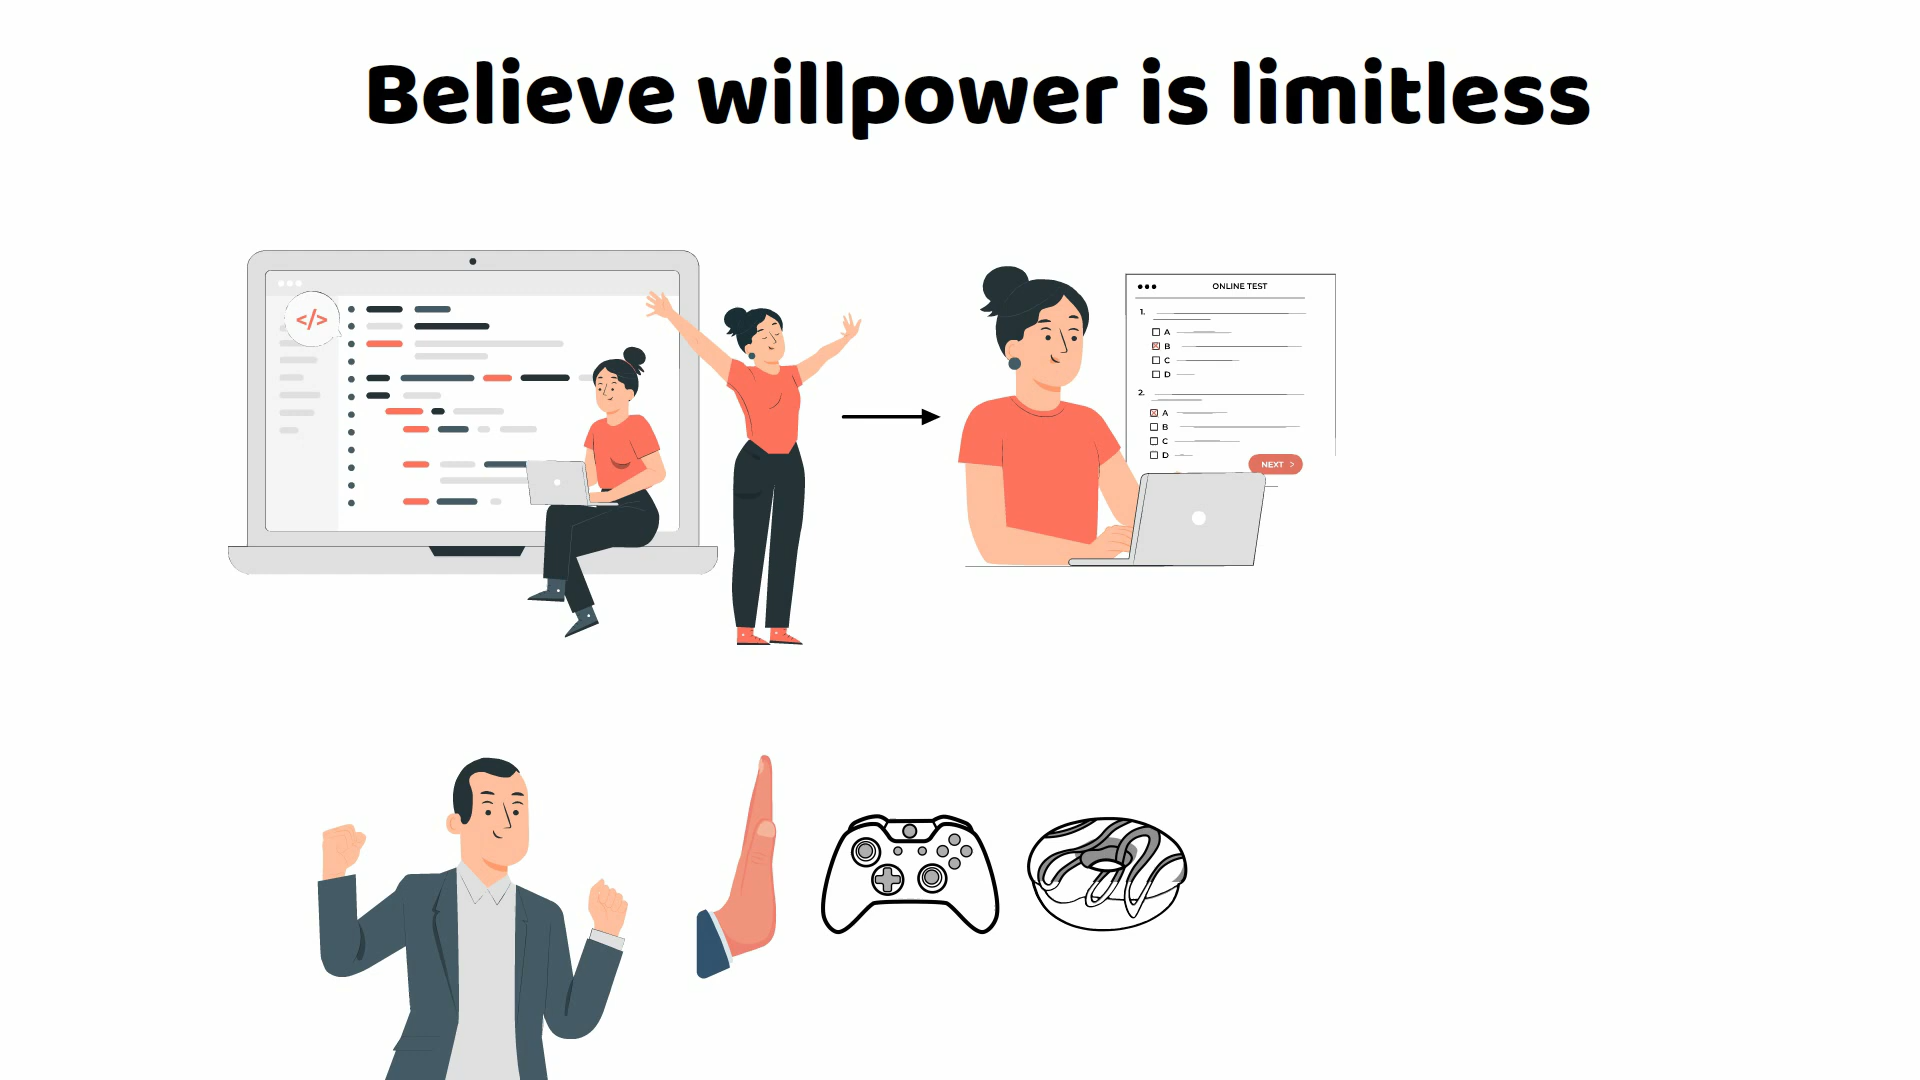 Believe willpower is limitless
</>
ONLINE TEST
1.
A
B
C
D
2.
A
B
C
D
NEXT >